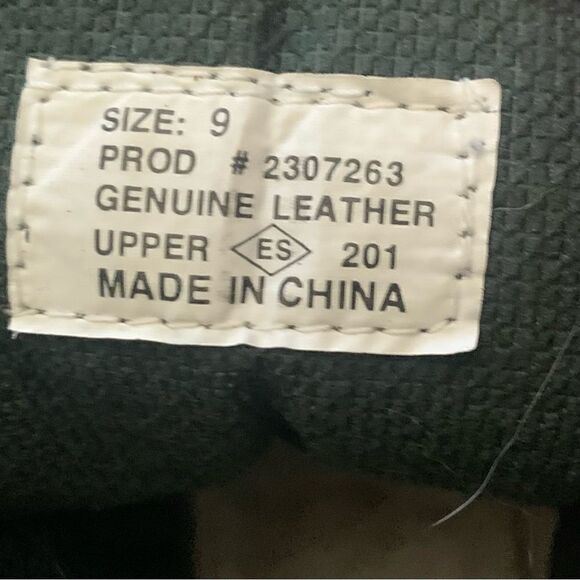 SIZE: 9
PROD # 2307263
GENUINE LEATHER
UPPER ES 201
MADE IN CHINA